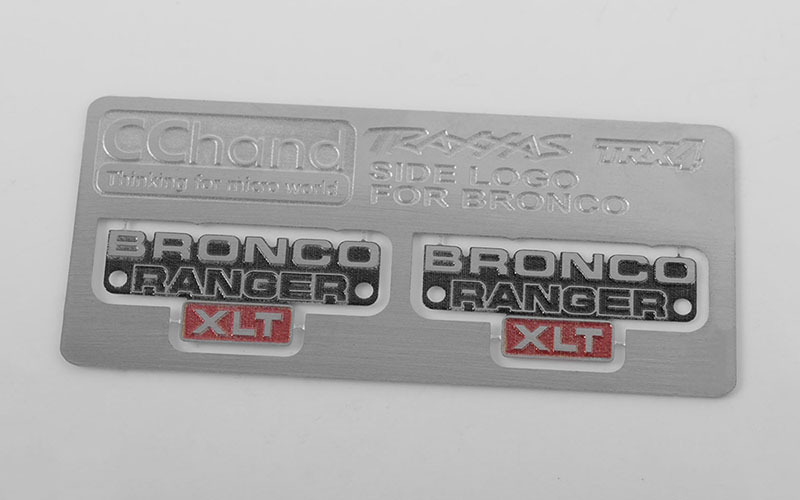 CChand
Thinking for micro world
TRAXXAS TRX4
SIDE LOGO
FOR BRONCO
BRONCO
RANGER
XLT
BRONCO
RANGER
XLT